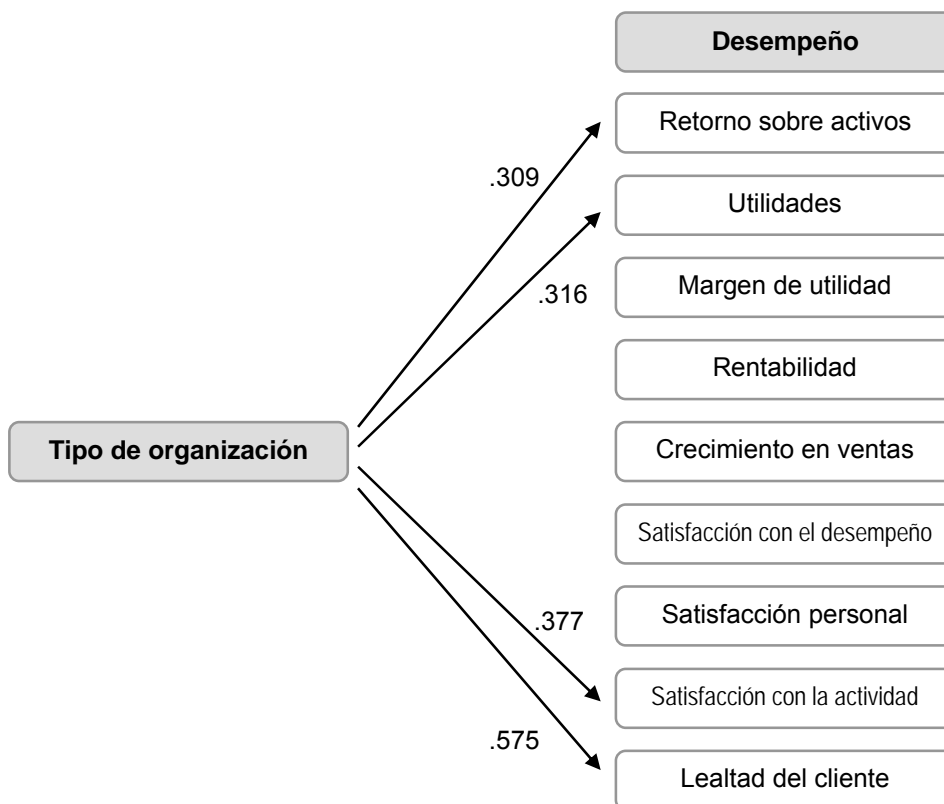 Desempeño
Retorno sobre activos
.309
Utilidades
Margen de utilidad
.316
Rentabilidad
Tipo de organización
Crecimiento en ventas
Satisfacción con el desempeño
Satisfacción personal
.377
Satisfacción con la actividad
.575
Lealtad del cliente